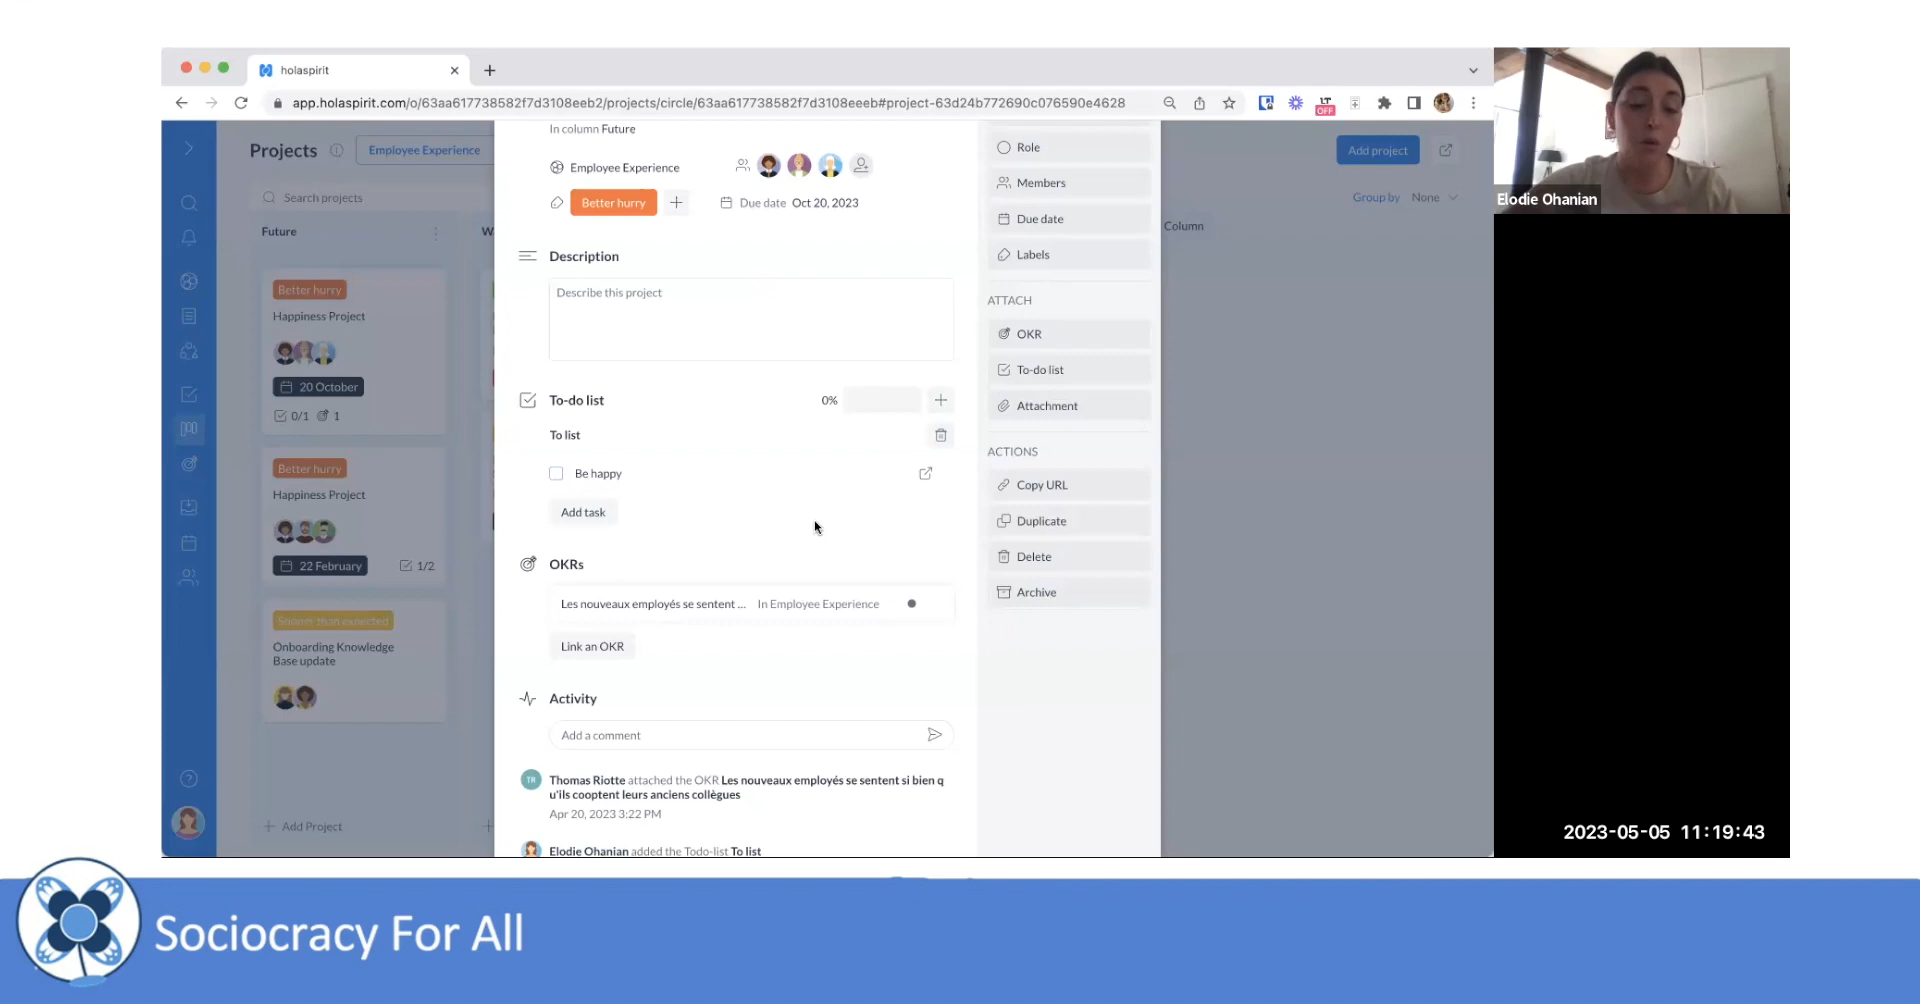 holaspirit
app.holaspirit.com/o/63aa617738582f7d3108eeb2/projects/circle/63aa617738582f7d3108eeeb#project-63d24b772690c076590e4628
LT
OFF
Elodie Ohanian
Projects
Employee Experience
Search projects
Add project
Group by None
Column
Future
Better hurry
Happiness Project
20 October
0/1 1
Better hurry
Happiness Project
22 February 1/2
Sooner than expected
Onboarding Knowledge
Base update
Add Project
In column Future
Employee Experience
Better hurry
Due date Oct 20, 2023
Description
Describe this project
To-do list 0%
To list
Be happy
Add task
OKRs
Les nouveaux employés se sentent ... In Employee Experience
Link an OKR
Activity
Add a comment
TR
Thomas Riotte attached the OKR Les nouveaux employés se sentent si bien q
u'ils cooptent leurs anciens collègues
Apr 20, 2023 3:22 PM
Elodie Ohanian added the Todo-list To list
Role
Members
Due date
Labels
ATTACH
OKR
To-do list
Attachment
ACTIONS
Copy URL
Duplicate
Delete
Archive
2023-05-05 11:19:43
Sociocracy For All